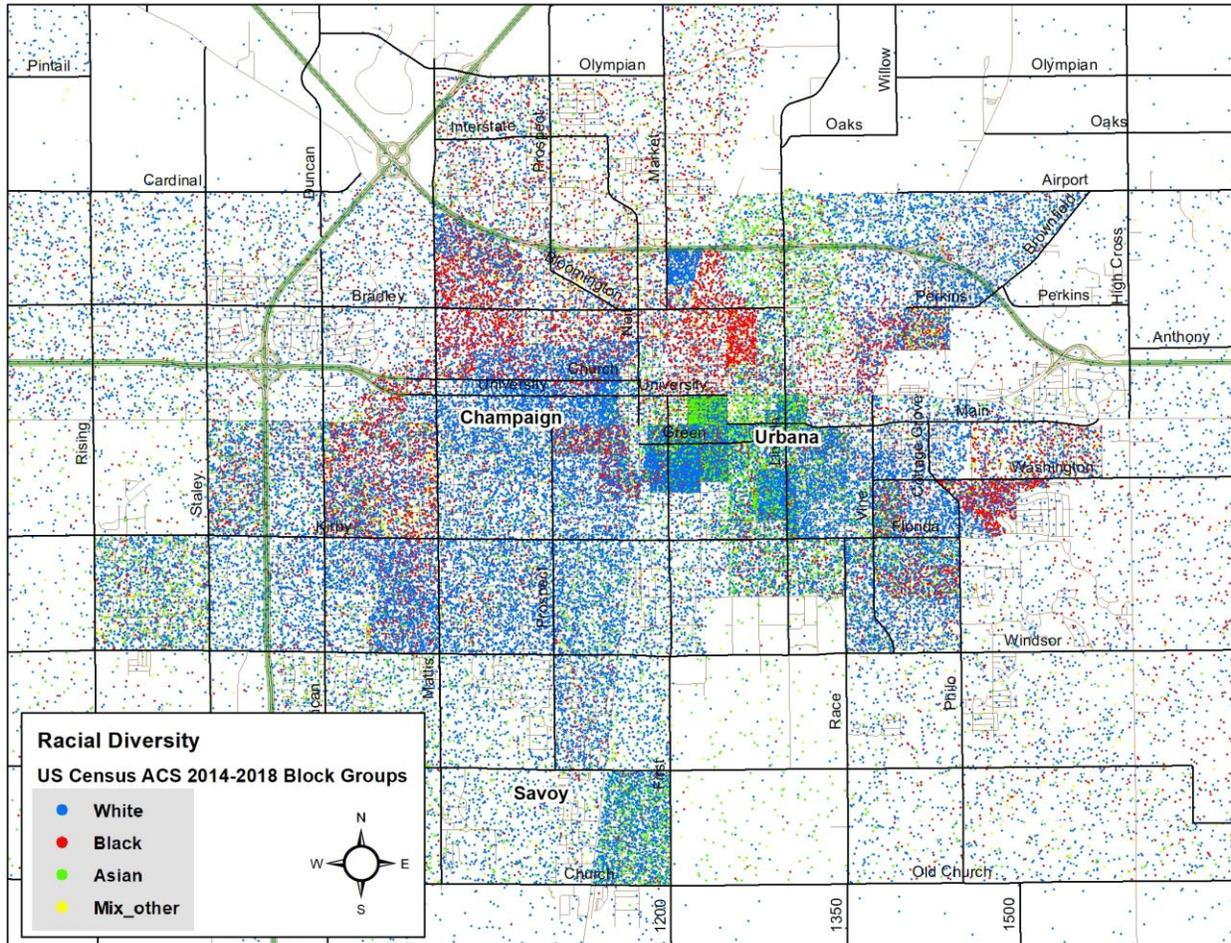 Pintail
Olympian
Willow
Olympian
Interstate
Prospect
Market
Oaks
Oaks
Duncan
Cardinal
Airport
Brownfield
High Cross
Bloomington
Bradley
Perkins
Perkins
Anthony
Church
University
University
Champaign
Main
Rising
Staley
Green
Urbana
Cottage Grove
Washington
Vine
Kirby
Florida
Prospect
Windsor
Mattis
Race
Philo
First
Savoy
Church
Old Church
1200
1350
1500
Racial Diversity
US Census ACS 2014-2018 Block Groups
White
Black
Asian
Mix_other
N
W E
S